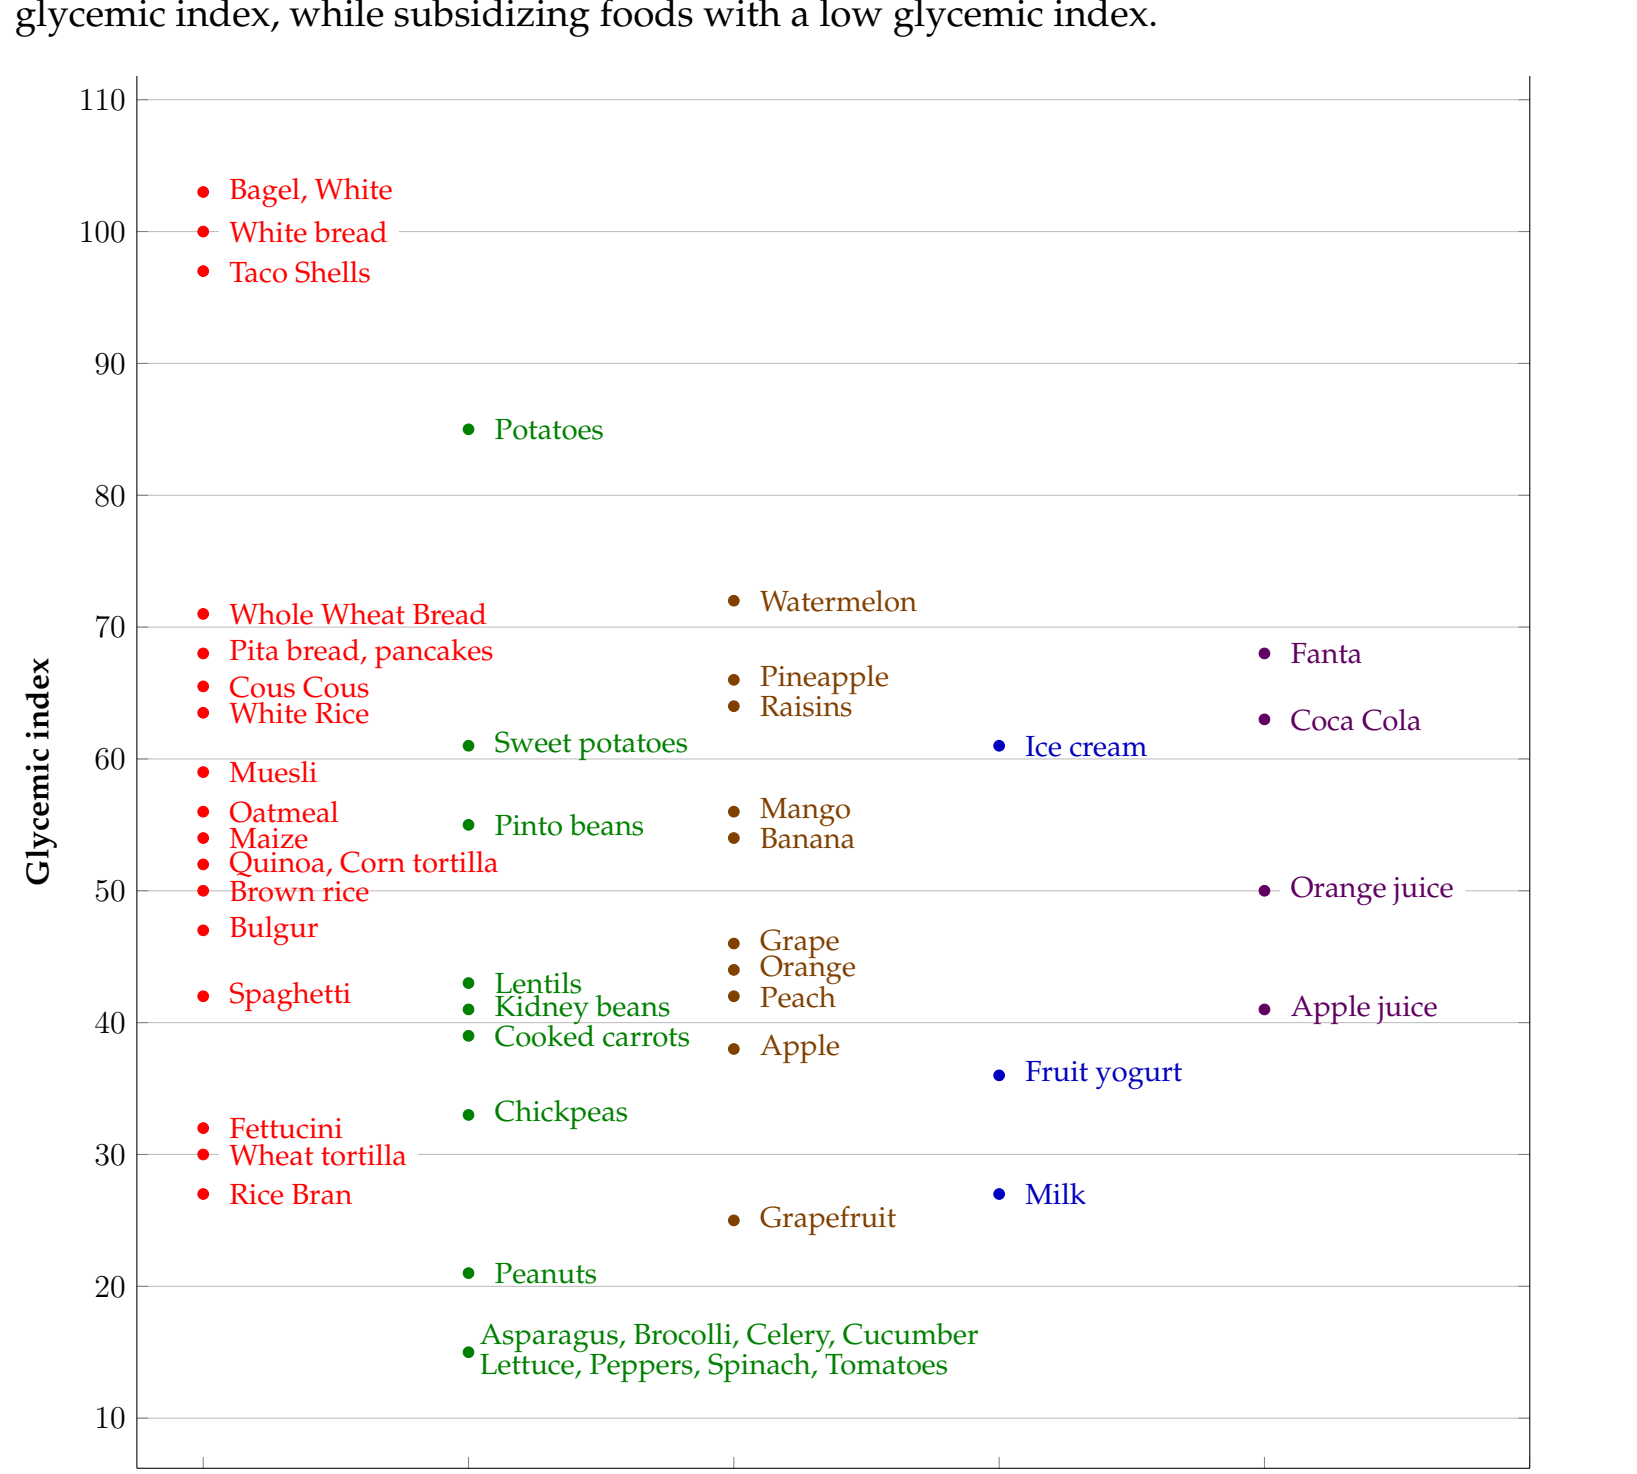 glycemic index, while subsidizing foods with a low glycemic index.
110
Bagel, White
100
White bread
Taco Shells
90
Potatoes
80
Watermelon
Whole Wheat Bread
70
Pita bread, pancakes
Fanta
Pineapple
Cous Cous
Raisins
White Rice
Coca Cola
Sweet potatoes
Ice cream
60
Muesli
Mango
Oatmeal
Pinto beans
Maize
Banana
Quinoa, Corn tortilla
50
Brown rice
Orange juice
Bulgur
Grape
Orange
Lentils
Spaghetti
Peach
Kidney beans
Apple juice
40
Cooked carrots
Apple
Fruit yogurt
Chickpeas
Fettucini
30
Wheat tortilla
Rice Bran
Milk
Grapefruit
Peanuts
20
Asparagus, Brocolli, Celery, Cucumber
Lettuce, Peppers, Spinach, Tomatoes
10
Glycemic index